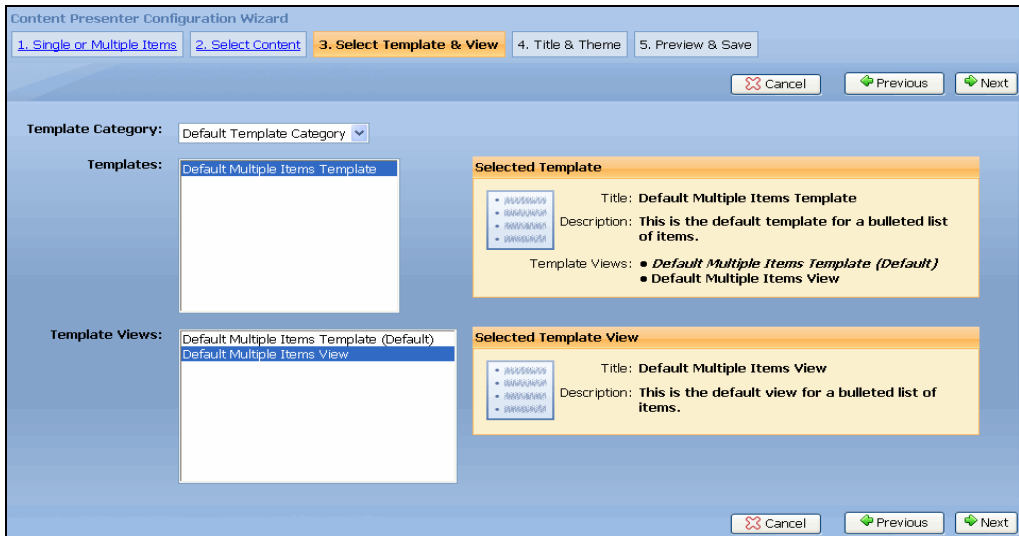 Content Presenter Configuration Wizard
1. Single or Multiple Items 2. Select Content 3. Select Template & View 4. Title & Theme 5. Preview & Save
Cancel Previous Next
Template Category: Default Template Category
Templates: Default Multiple Items Template
Selected Template
Title: Default Multiple Items Template
Description: This is the default template for a bulleted list
of items.
Template Views: • Default Multiple Items Template (Default)
• Default Multiple Items View
Template Views: Default Multiple Items Template (Default)
Default Multiple Items View
Selected Template View
Title: Default Multiple Items View
Description: This is the default view for a bulleted list of
items.
Cancel Previous Next